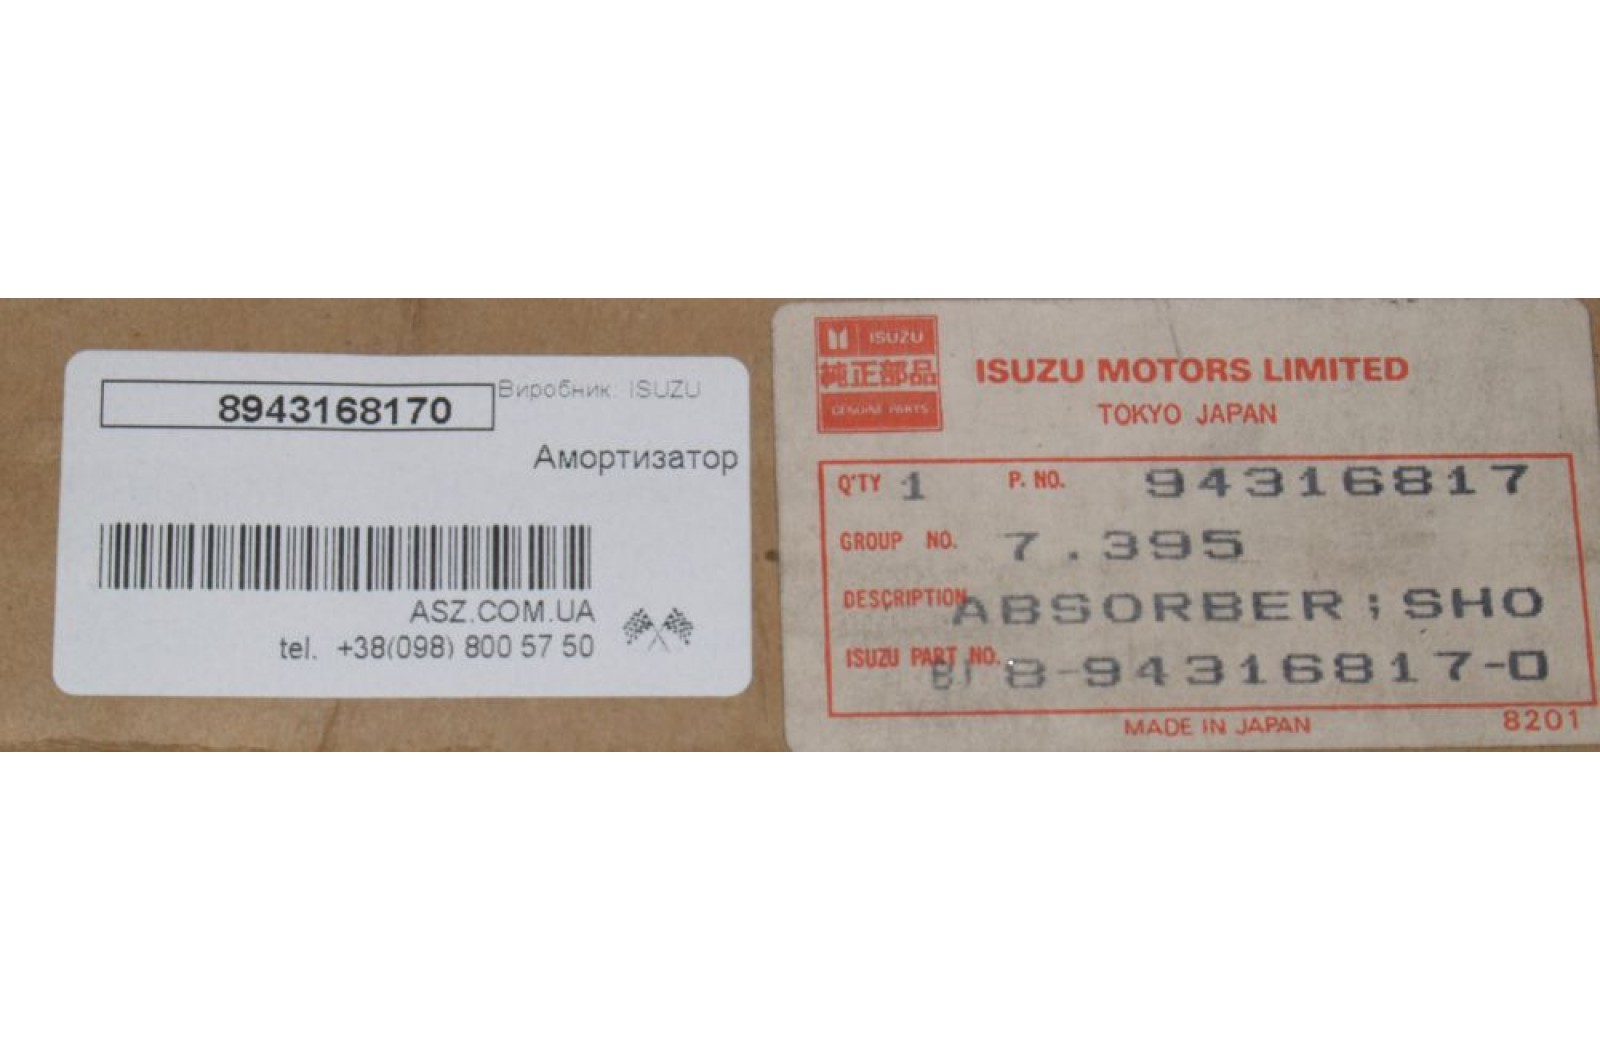 8943168170
Виробник: ISUZU
Амортизатор
ASZ.COM.UA
tel. +38(098) 800 57 50
ISUZU
純正部品
GENUINE PARTS
ISUZU MOTORS LIMITED
TOKYO JAPAN
Q'TY 1 P. NO. 94316817
GROUP NO. 7.395
DESCRIPTION ABSORBER;SHO
ISUZU PART NO. 8-94316817-0
MADE IN JAPAN 8201